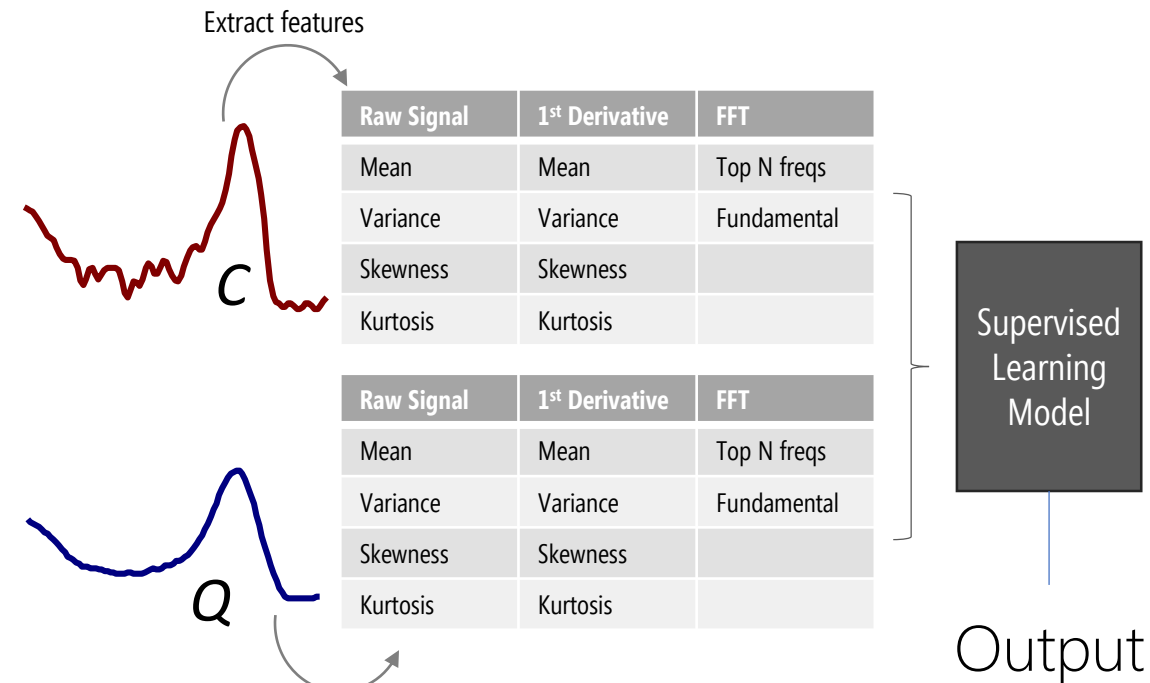 Extract features
Raw Signal 1st Derivative FFT
Mean Mean Top N freqs
Variance Variance Fundamental
Skewness Skewness
Kurtosis Kurtosis
C
Raw Signal 1st Derivative FFT
Mean Mean Top N freqs
Variance Variance Fundamental
Skewness Skewness
Kurtosis Kurtosis
Q
Supervised
Learning
Model
Output